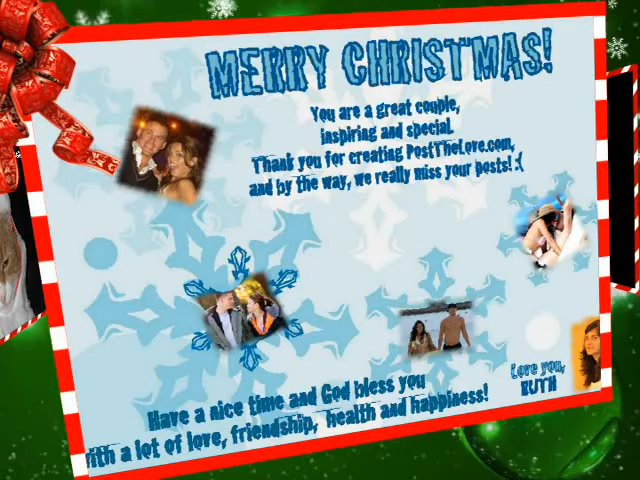 MERRY CHRISTMAS!
You are a great couple,
inspiring and special.
Thank you for creating PostTheLove.com,
and by the way, we really miss your posts! :(
Love you,
RUTH
Have a nice time and God bless you
ith a lot of love, friendship, health and happiness!